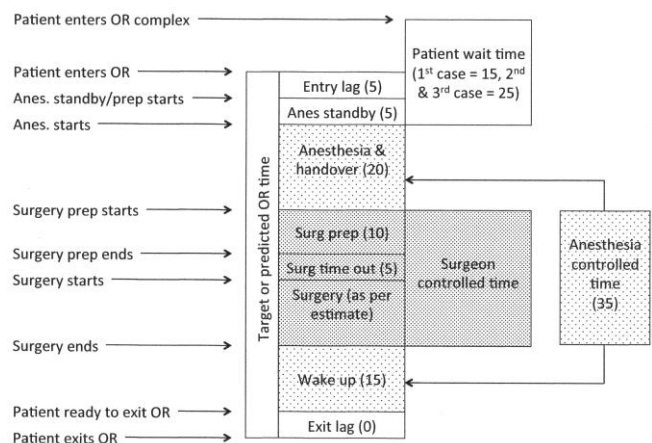 Patient enters OR complex
Patient wait time
(1st case = 15, 2nd
& 3rd case = 25)
Patient enters OR
Entry lag (5)
Anes. standby/prep starts
Anes standby (5)
Anes. starts
Anesthesia &
handover (20)
Target or predicted OR time
Surgery prep starts
Surg prep (10)
Surgery prep ends
Surg time out (5)
Surgery starts
Surgery (as per
estimate)
Surgeon
controlled time
Anesthesia
controlled
time
(35)
Surgery ends
Wake up (15)
Patient ready to exit OR
Exit lag (0)
Patient exits OR